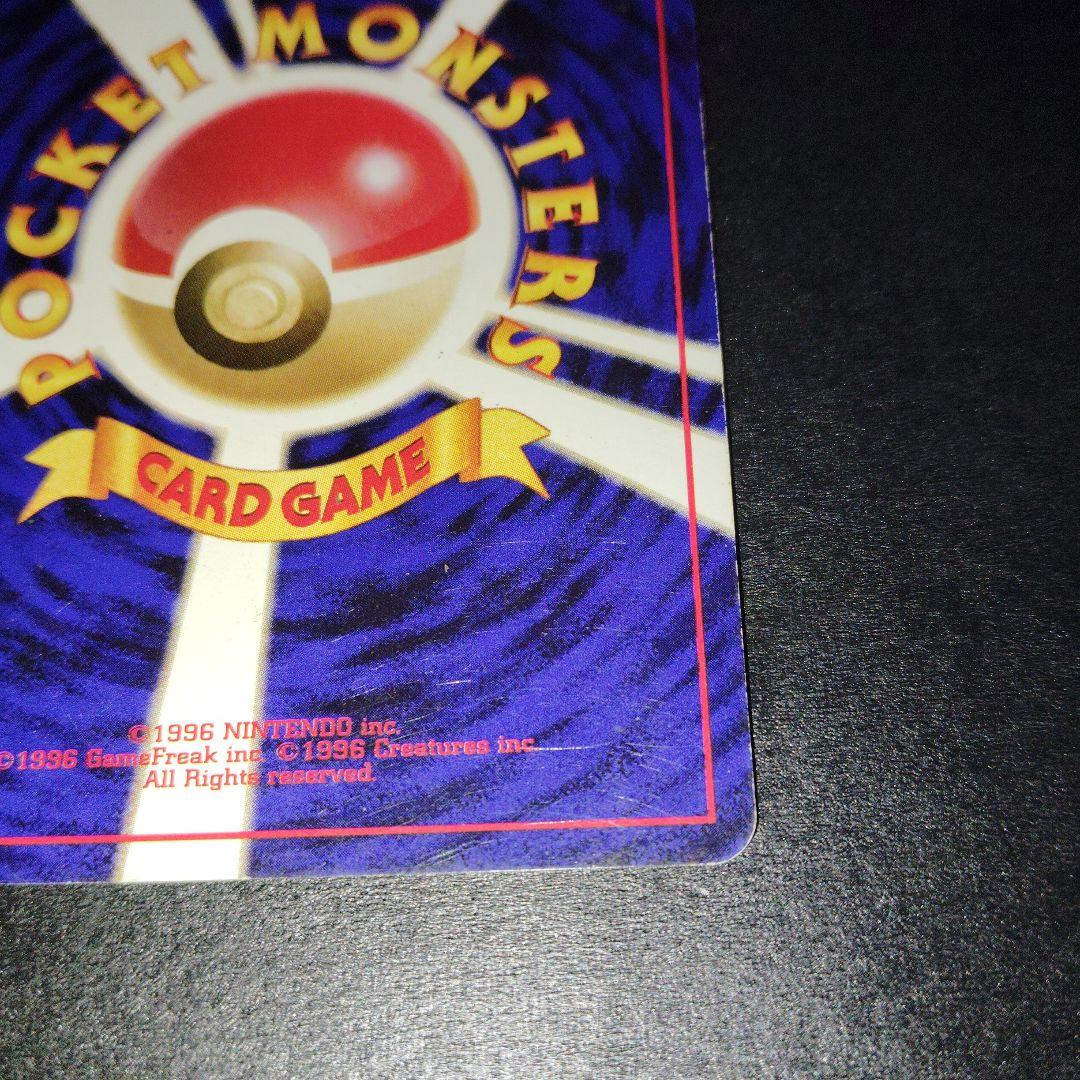 POCKET MONSTERS
CARD GAME
©1996 NINTENDO inc.
©1996 GameFreak inc. ©1996 Creatures inc.
All Rights reserved.